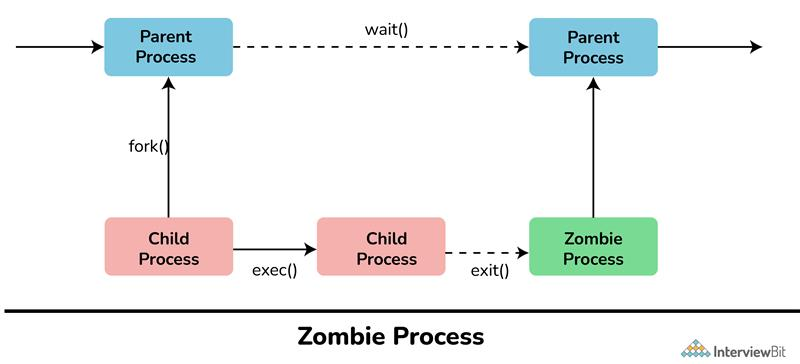 Parent
Process
wait()
Parent
Process
fork()
Child
Process
exec()
Child
Process
exit()
Zombie
Process
Zombie Process
InterviewBit